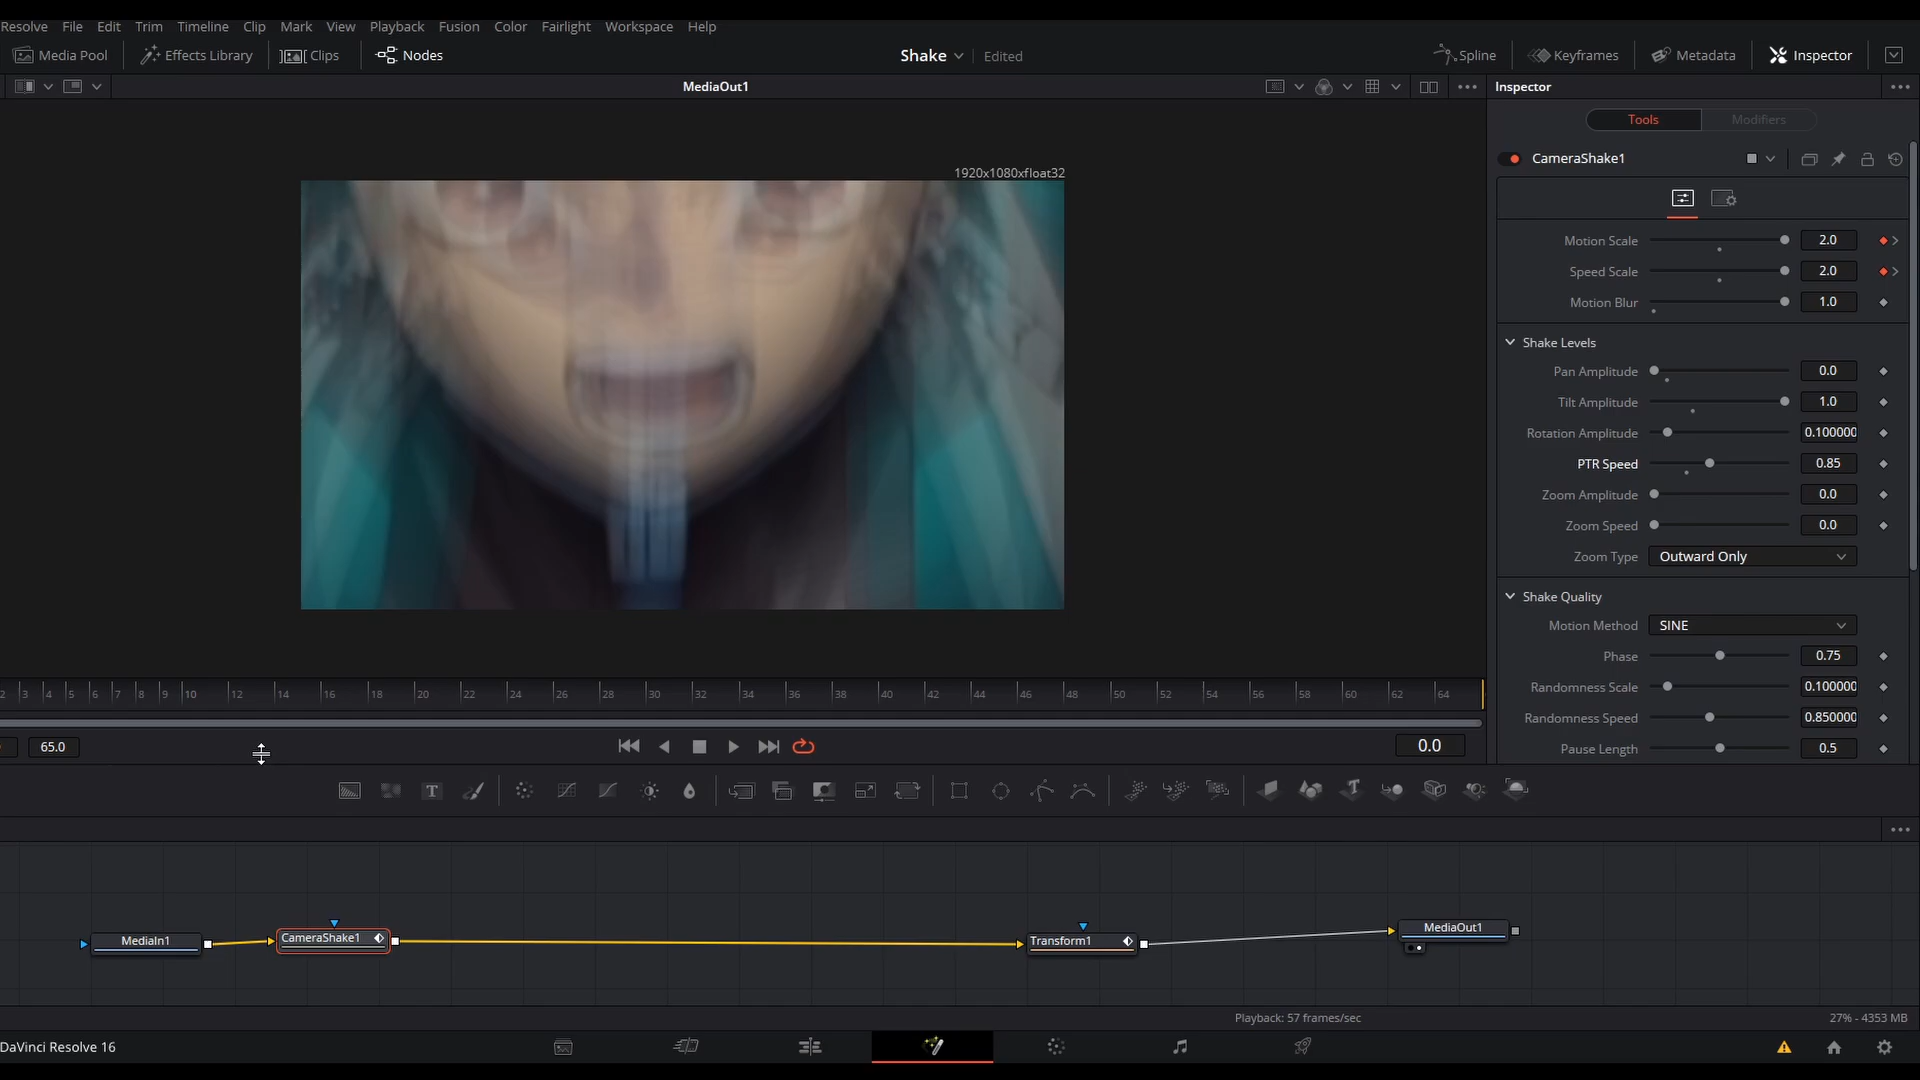 Resolve File Edit Trim Timeline Clip Mark View Playback Fusion Color Fairlight Workspace Help
Media Pool Effects Library Clips Nodes Shake Edited Spline Keyframes Metadata Inspector
MediaOut1
Inspector
Tools Modifiers
CameraShake1
1920x1080xfloat32
Motion Scale 2.0
Speed Scale 2.0
Motion Blur 1.0
Shake Levels
Pan Amplitude 0.0
Tilt Amplitude 1.0
Rotation Amplitude 0.100000
PTR Speed 0.85
Zoom Amplitude 0.0
Zoom Speed 0.0
Zoom Type Outward Only
Shake Quality
Motion Method SINE
Phase 0.75
Randomness Scale 0.100000
Randomness Speed 0.850000
Pause Length 0.5
2 3 4 5 6 7 8 9 10 12 14 16 18 20 22 24 26 28 30 32 34 36 38 40 42 44 46 48 50 52 54 56 58 60 62 64
65.0 0.0
MediaIn1 CameraShake1 Transform1 MediaOut1
Playback: 57 frames/sec 27% - 4353 MB
DaVinci Resolve 16